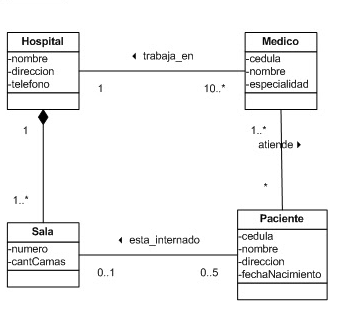 Hospital
-nombre
-direccion
-telefono
trabaja_en
1
10..*
Medico
-cedula
-nombre
-especialidad
1
1..*
atiende
1..*
*
Sala
-numero
-cantCamas
esta_internado
0..1
0..5
Paciente
-cedula
-nombre
-direccion
-fechaNacimiento